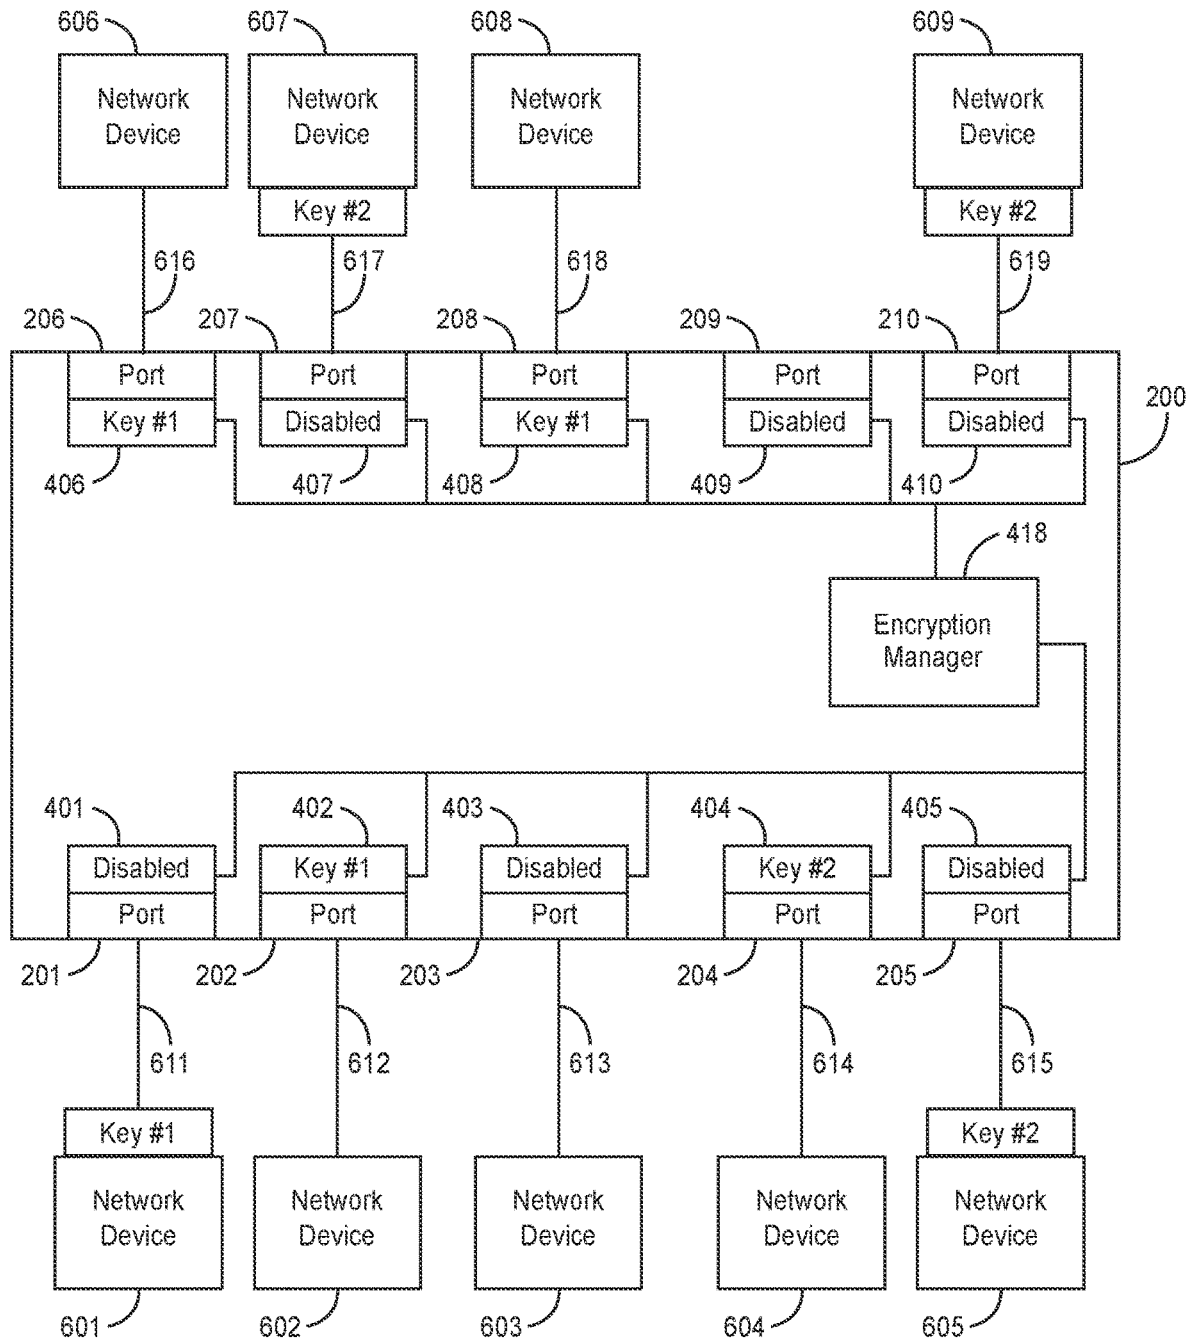 606 607 608 609
Network Network Network Network
Device Device Device Device
Key #2 Key #2
616 617 618 619
206 207 208 209 210
Port Port Port Port Port
Key #1 Disabled Key #1 Disabled Disabled
200
406 407 408 409 410
418
Encryption
Manager
401 402 403 404 405
Disabled Key #1 Disabled Key #2 Disabled
Port Port Port Port Port
201 202 203 204 205
611 612 613 614 615
Key #1 Key #2
Network Network Network Network Network
Device Device Device Device Device
601 602 603 604 605